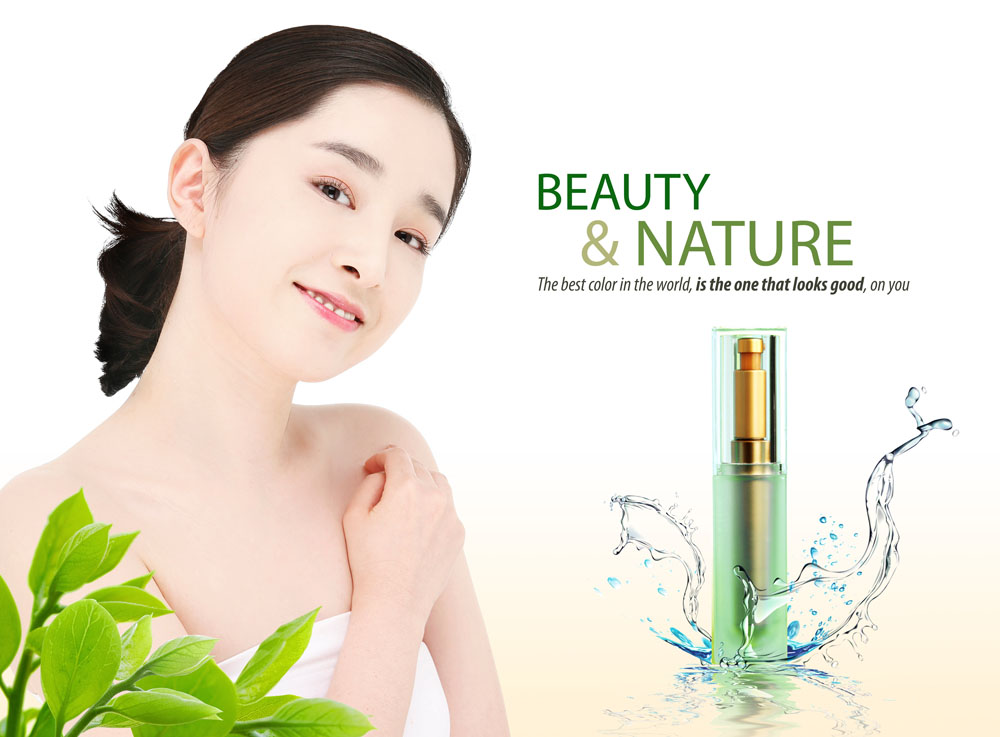 BEAUTY
& NATURE
The best color in the world, is the one that looks good, on you